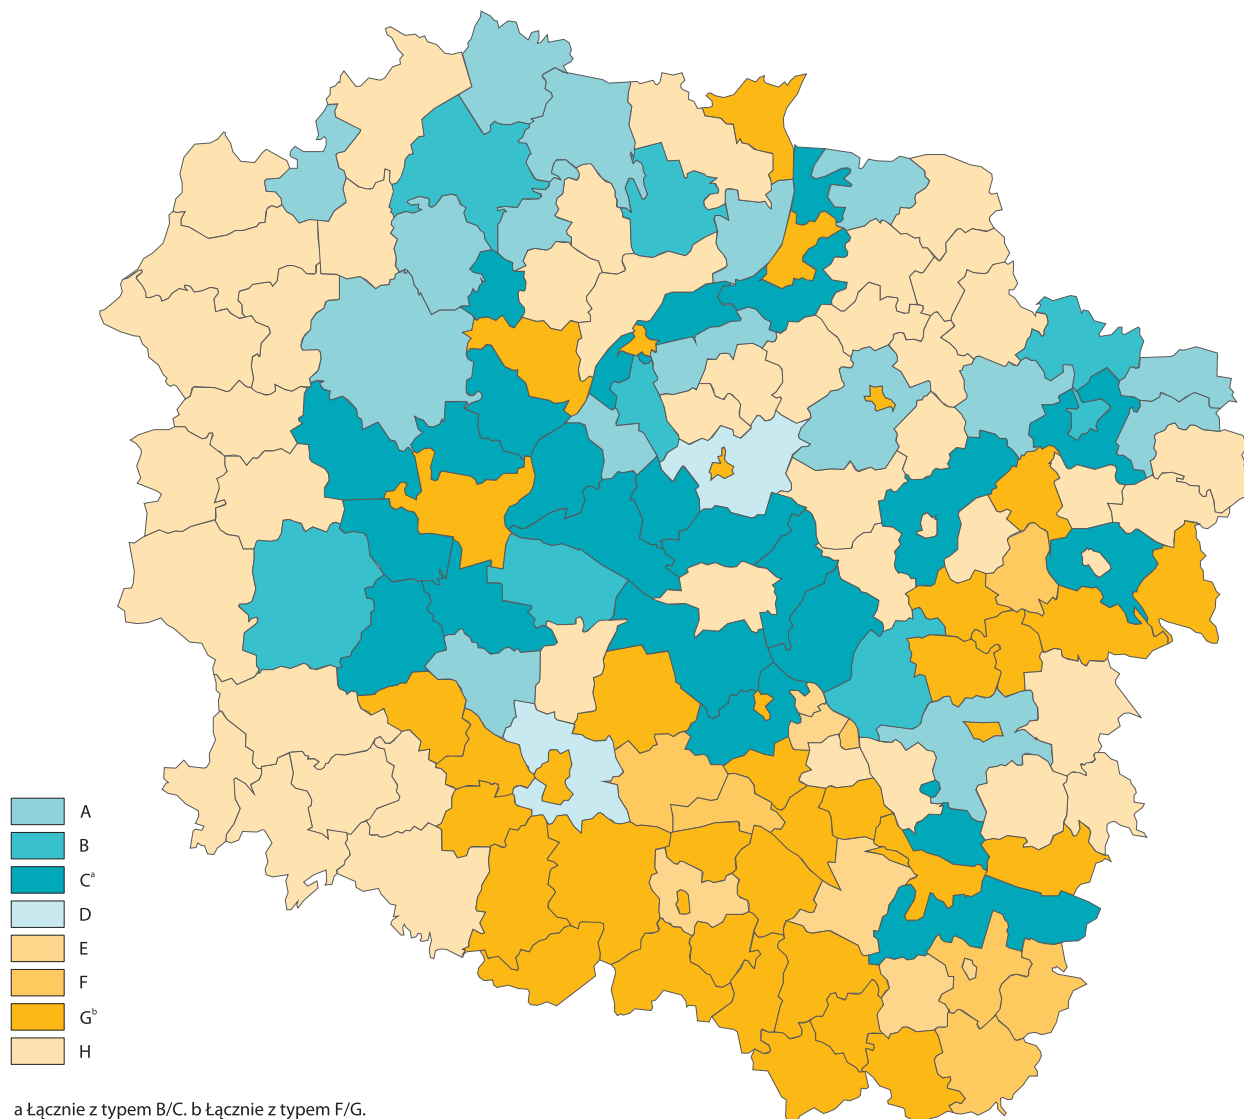 A
B
Cᵃ
D
E
F
Gᵇ
H
a Łącznie z typem B/C. b Łącznie z typem F/G.